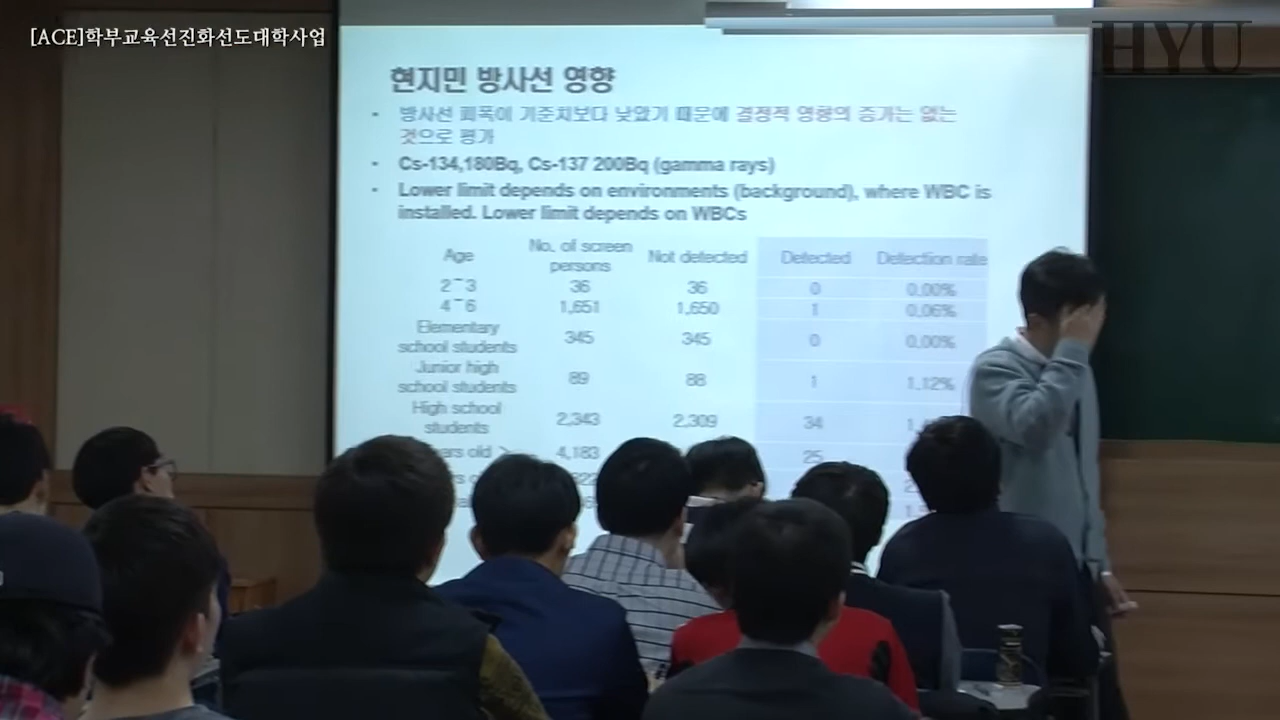 [ACE]학부교육선진화선도대학사업
HYU
현지민 방사선 영향
• 방사선 피폭이 기준치보다 낮았기 때문에 결정적 영향의 증가는 없는
것으로 평가
• Cs-134,180Bq, Cs-137 200Bq (gamma rays)
• Lower limit depends on environments (background), where WBC is
installed. Lower limit depends on WBCs
Age No. of screen persons Not detected Detected Detection rate
2~3 36 36 0 0.00%
4~6 1,651 1,650 1 0.06%
Elementary school students 345 345 0 0.00%
Junior high school students 89 88 1 1.12%
High school students 2,343 2,309 34
old 4,183 25